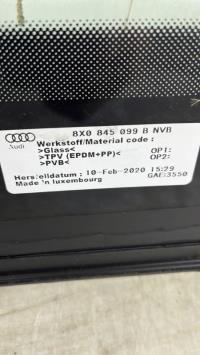 8X0 845 099 B NVB
Audi
Werkstoff/Material code :
>Glass< OP1:
>TPV (EPDM+PP)< OP2:
>PVB<
Herstelldatum : 10-Feb-2020 15:29
Made in luxembourg GAE:3550